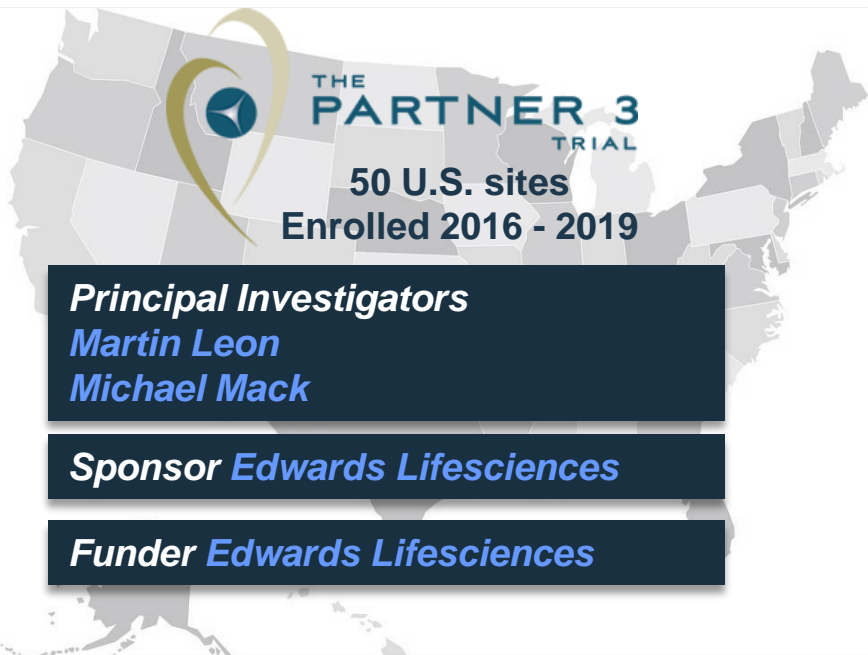 THE
PARTNER 3
TRIAL
50 U.S. sites
Enrolled 2016 - 2019
Principal Investigators
Martin Leon
Michael Mack
Sponsor Edwards Lifesciences
Funder Edwards Lifesciences